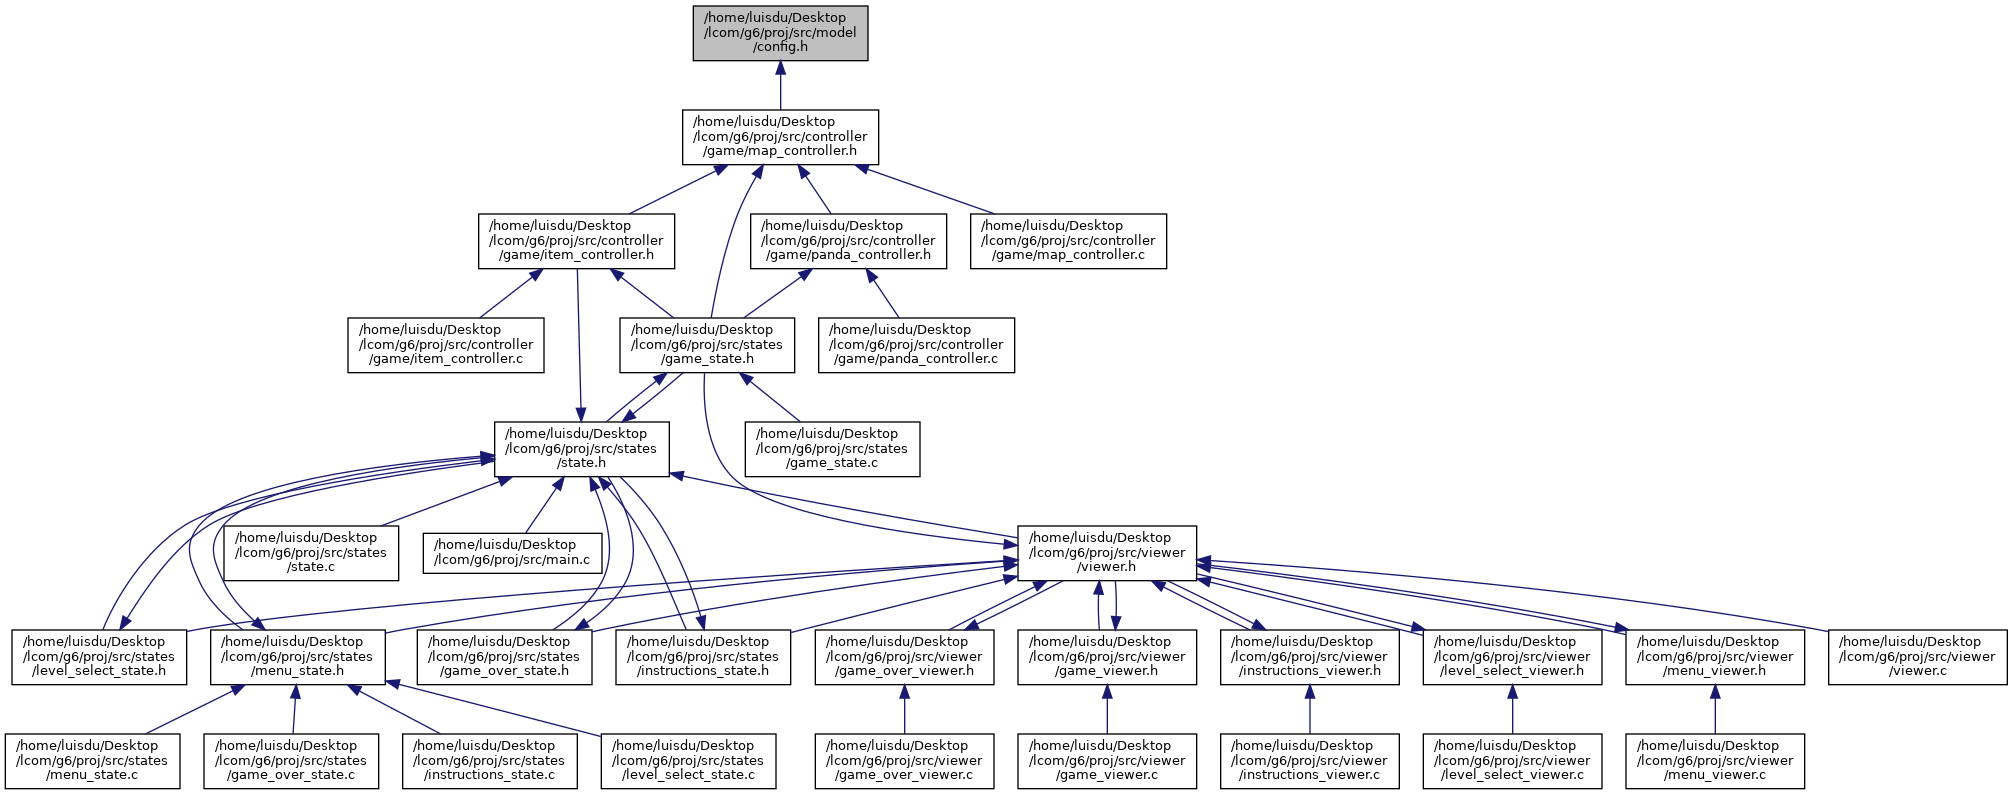 /home/luisdu/Desktop
/lcom/g6/proj/src/model
/config.h
/home/luisdu/Desktop
/lcom/g6/proj/src/controller
/game/map_controller.h
/home/luisdu/Desktop
/lcom/g6/proj/src/controller
/game/item_controller.h
/home/luisdu/Desktop
/lcom/g6/proj/src/controller
/game/panda_controller.h
/home/luisdu/Desktop
/lcom/g6/proj/src/controller
/game/map_controller.c
/home/luisdu/Desktop
/lcom/g6/proj/src/controller
/game/item_controller.c
/home/luisdu/Desktop
/lcom/g6/proj/src/states
/game_state.h
/home/luisdu/Desktop
/lcom/g6/proj/src/controller
/game/panda_controller.c
/home/luisdu/Desktop
/lcom/g6/proj/src/states
/state.h
/home/luisdu/Desktop
/lcom/g6/proj/src/states
/game_state.c
/home/luisdu/Desktop
/lcom/g6/proj/src/states
/state.c
/home/luisdu/Desktop
/lcom/g6/proj/src/main.c
/home/luisdu/Desktop
/lcom/g6/proj/src/viewer
/viewer.h
/home/luisdu/Desktop
/lcom/g6/proj/src/states
/level_select_state.h
/home/luisdu/Desktop
/lcom/g6/proj/src/states
/menu_state.h
/home/luisdu/Desktop
/lcom/g6/proj/src/states
/game_over_state.h
/home/luisdu/Desktop
/lcom/g6/proj/src/states
/instructions_state.h
/home/luisdu/Desktop
/lcom/g6/proj/src/viewer
/game_over_viewer.h
/home/luisdu/Desktop
/lcom/g6/proj/src/viewer
/game_viewer.h
/home/luisdu/Desktop
/lcom/g6/proj/src/viewer
/instructions_viewer.h
/home/luisdu/Desktop
/lcom/g6/proj/src/viewer
/level_select_viewer.h
/home/luisdu/Desktop
/lcom/g6/proj/src/viewer
/menu_viewer.h
/home/luisdu/Desktop
/lcom/g6/proj/src/viewer
/viewer.c
/home/luisdu/Desktop
/lcom/g6/proj/src/states
/menu_state.c
/home/luisdu/Desktop
/lcom/g6/proj/src/states
/game_over_state.c
/home/luisdu/Desktop
/lcom/g6/proj/src/states
/instructions_state.c
/home/luisdu/Desktop
/lcom/g6/proj/src/states
/level_select_state.c
/home/luisdu/Desktop
/lcom/g6/proj/src/viewer
/game_over_viewer.c
/home/luisdu/Desktop
/lcom/g6/proj/src/viewer
/game_viewer.c
/home/luisdu/Desktop
/lcom/g6/proj/src/viewer
/instructions_viewer.c
/home/luisdu/Desktop
/lcom/g6/proj/src/viewer
/level_select_viewer.c
/home/luisdu/Desktop
/lcom/g6/proj/src/viewer
/menu_viewer.c